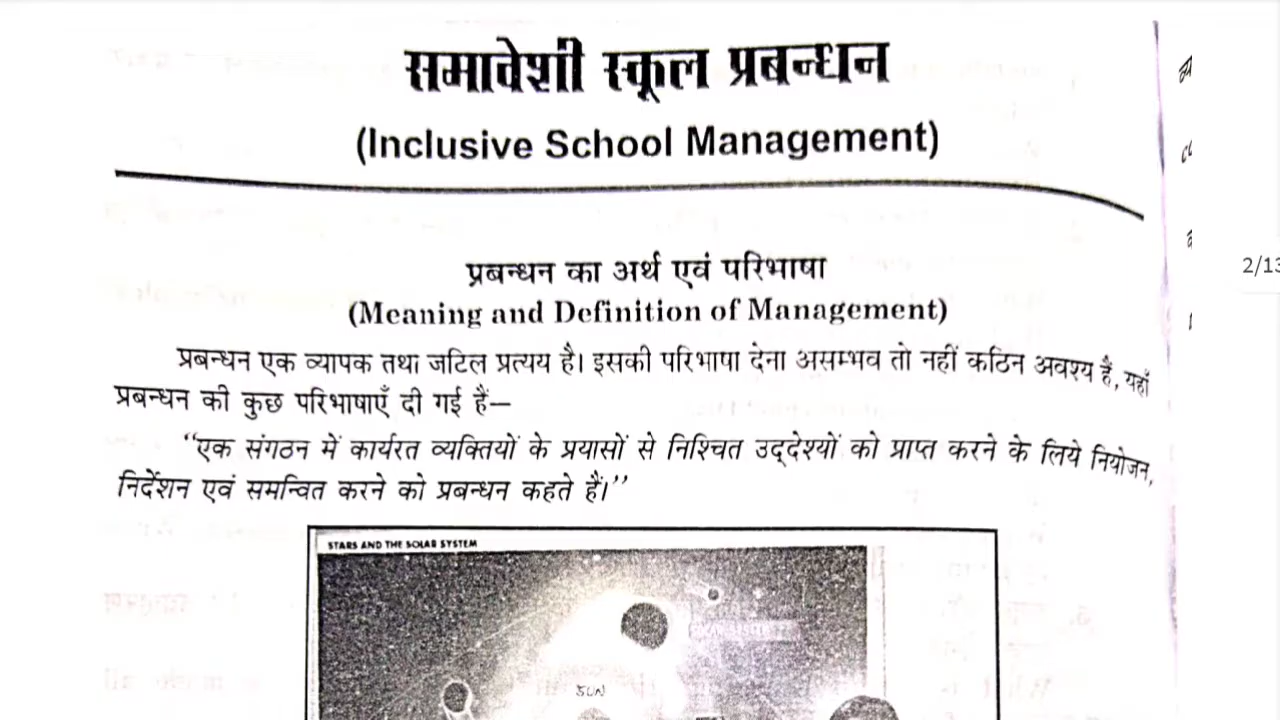 समावेशी स्कूल प्रबन्धन
(Inclusive School Management)
प्रबन्धन का अर्थ एवं परिभाषा
(Meaning and Definition of Management)
प्रबन्धन एक व्यापक तथा जटिल प्रत्यय है। इसकी परिभाषा देना असम्भव तो नहीं कठिन अवश्य है, यहाँ
प्रबन्धन की कुछ परिभाषाएँ दी गई हैं—
‘‘एक संगठन में कार्यरत व्यक्तियों के प्रयासों से निश्चित उद्देश्यों को प्राप्त करने के लिये नियोजन,
निर्देशन एवं समन्वित करने को प्रबन्धन कहते हैं।’’
2/13
STARS AND THE SOLAR SYSTEM
SUN